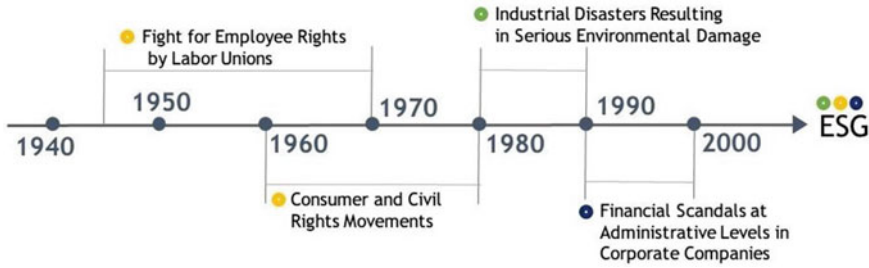 Fight for Employee Rights
by Labor Unions
Industrial Disasters Resulting
in Serious Environmental Damage
1940
1950
1960
1970
1980
1990
2000
ESG
Consumer and Civil
Rights Movements
Financial Scandals at
Administrative Levels in
Corporate Companies